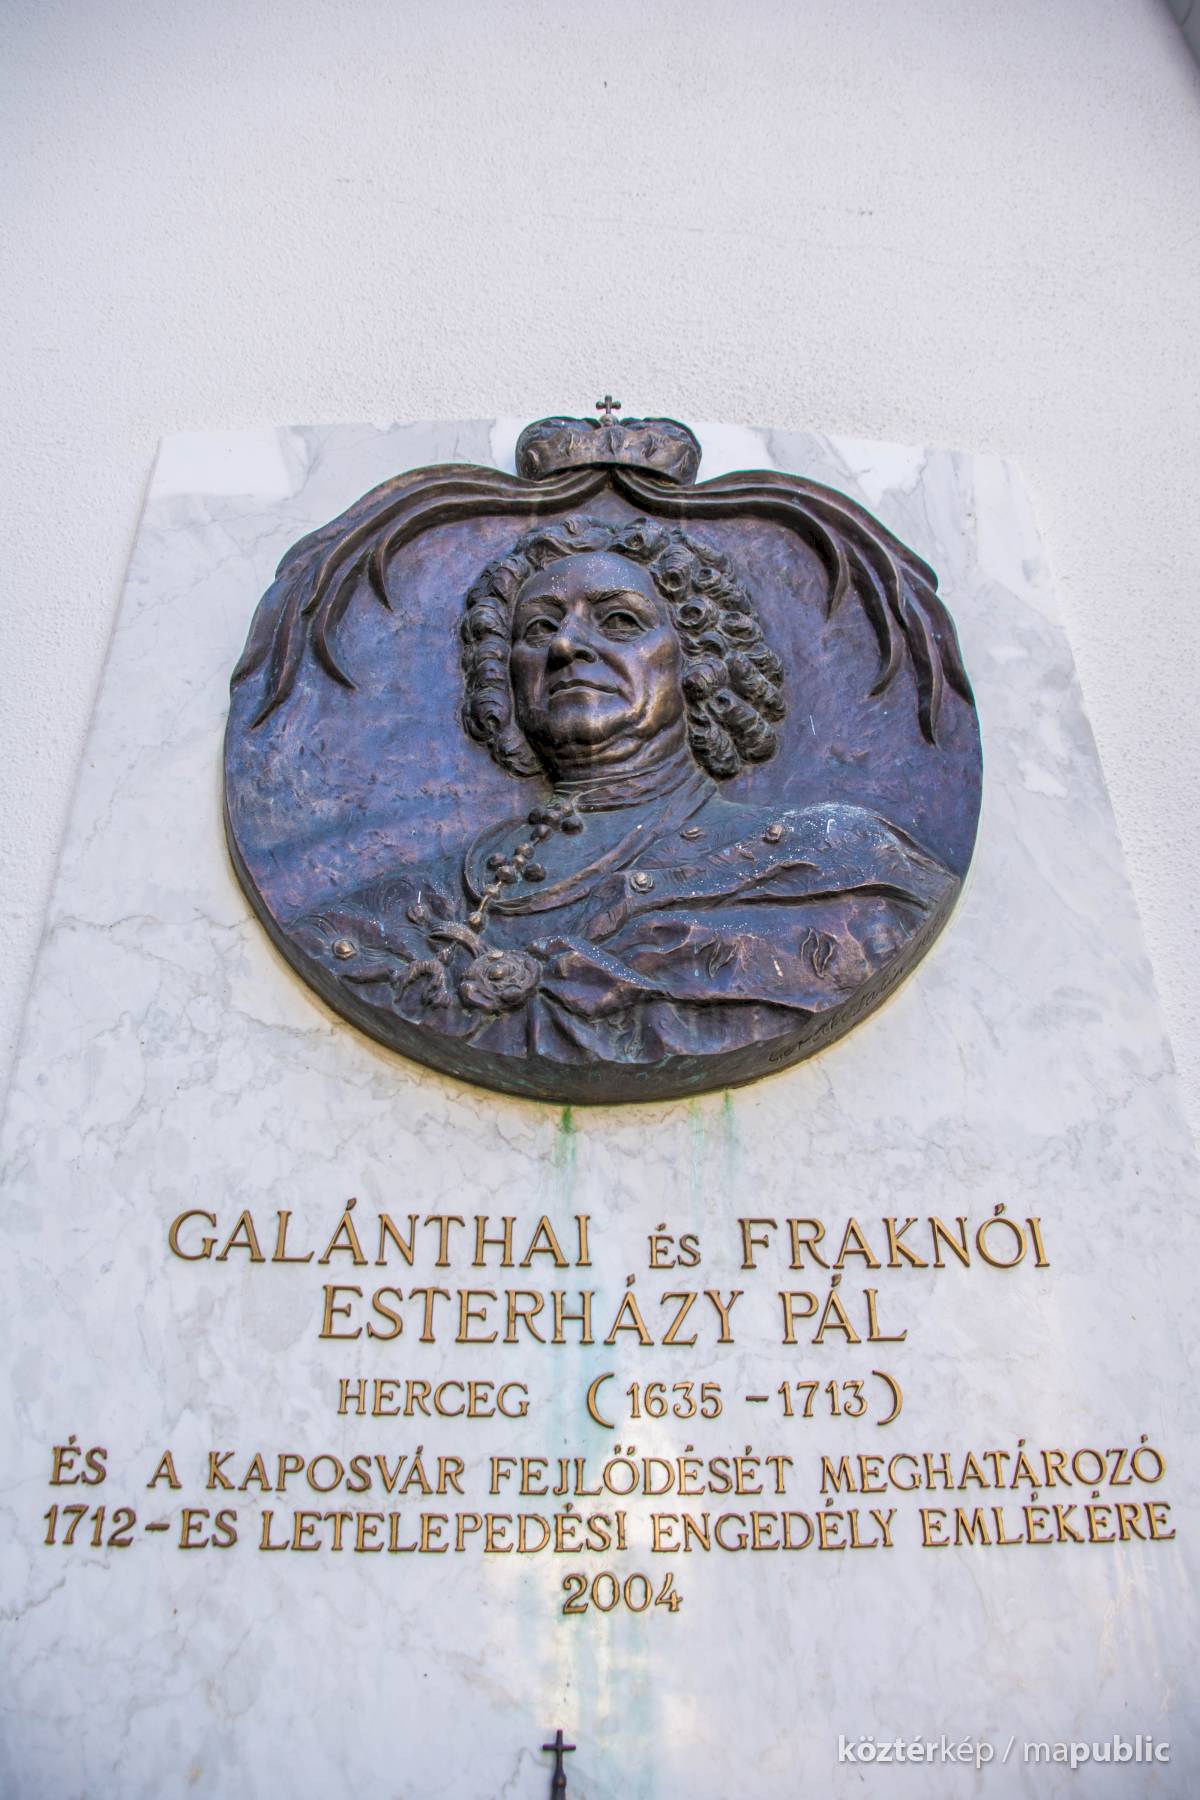 GALÁNTHAI és FRAKNÓI
ESTERHÁZY PÁL
HERCEG (1635-1713)
ÉS A KAPOSVÁR FEJLŐDÉSÉT MEGHATÁROZÓ
1712-ES LETELEPEDÉSI ENGEDÉLY EMLÉKÉRE
2004
köztérkép / mapublic